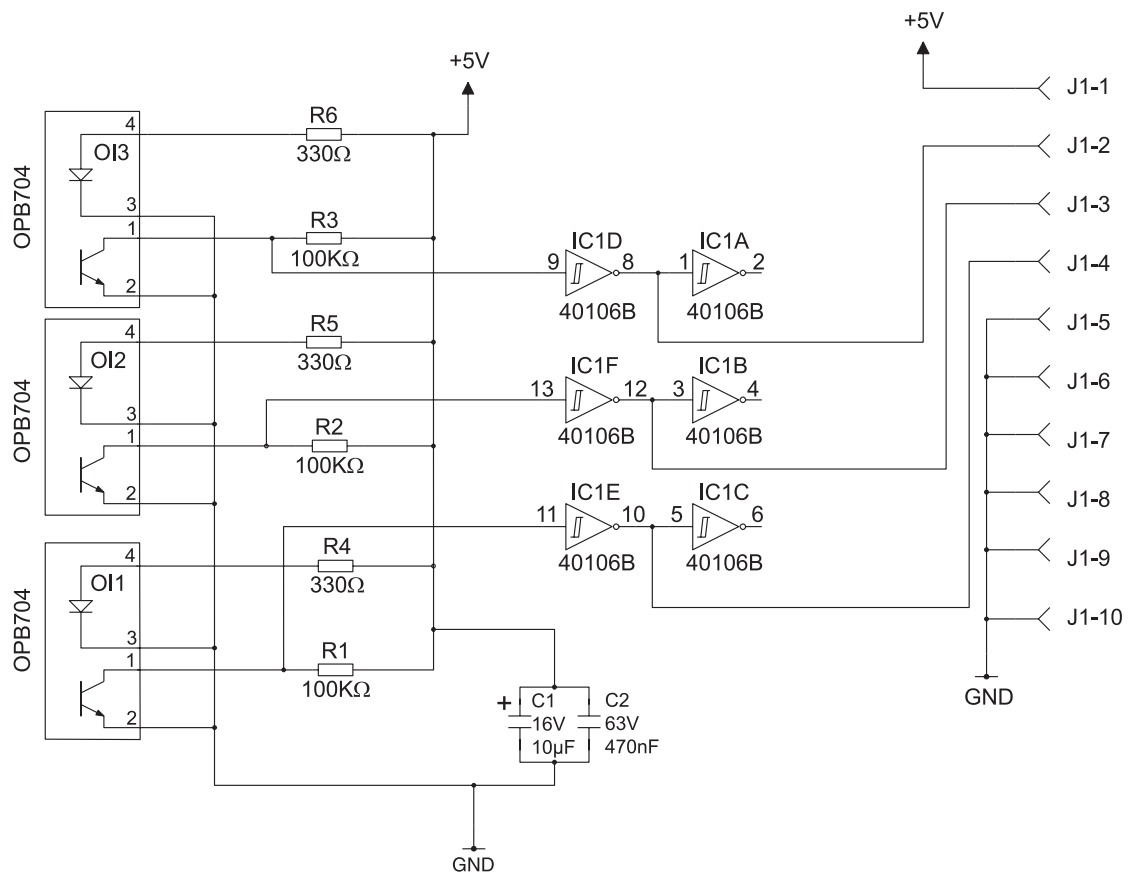 +5V
J1-1
+5V
J1-2
J1-3
J1-4
J1-5
J1-6
J1-7
J1-8
J1-9
J1-10
GND
OPB704
OI3
4
3
1
2
R6
330Ω
R3
100KΩ
IC1D
9
8
40106B
IC1A
1
2
40106B
OPB704
OI2
4
3
1
2
R5
330Ω
R2
100KΩ
IC1F
13
12
40106B
IC1B
3
4
40106B
IC1E
11
10
40106B
IC1C
5
6
40106B
OPB704
OI1
4
3
1
2
R4
330Ω
R1
100KΩ
+
C1
16V
10µF
C2
63V
470nF
GND